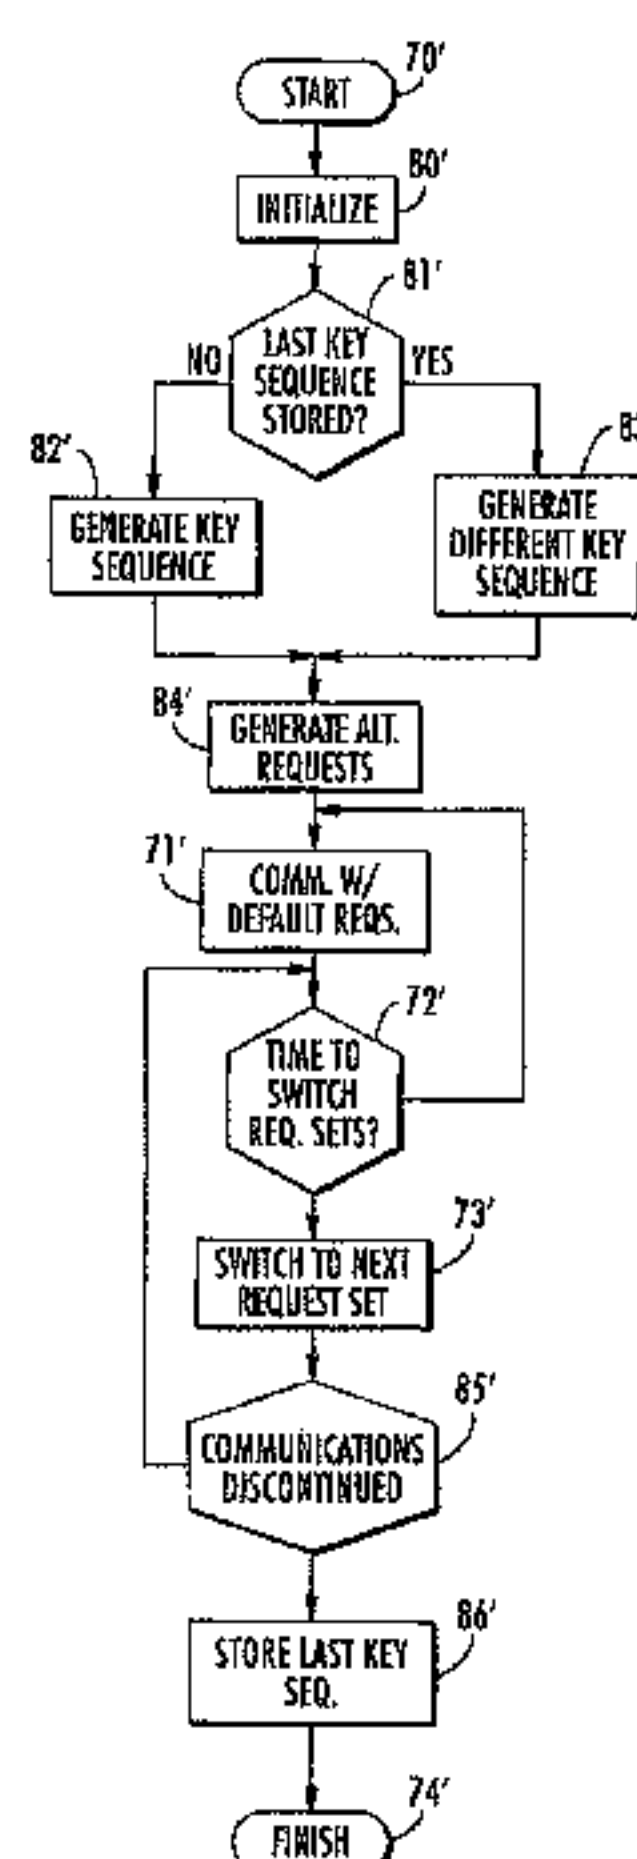 70'
START
80'
INITIALIZE
81'
LAST KEY
SEQUENCE
STORED?
NO
YES
82'
GENERATE KEY
SEQUENCE
GENERATE
DIFFERENT KEY
SEQUENCE
84'
GENERATE ALT.
REQUESTS
71'
COMM. W/
DEFAULT REQS.
72'
TIME TO
SWITCH
REQ. SETS?
73'
SWITCH TO NEXT
REQUEST SET
85'
COMMUNICATIONS
DISCONTINUED
86'
STORE LAST KEY
SEQ.
74'
FINISH